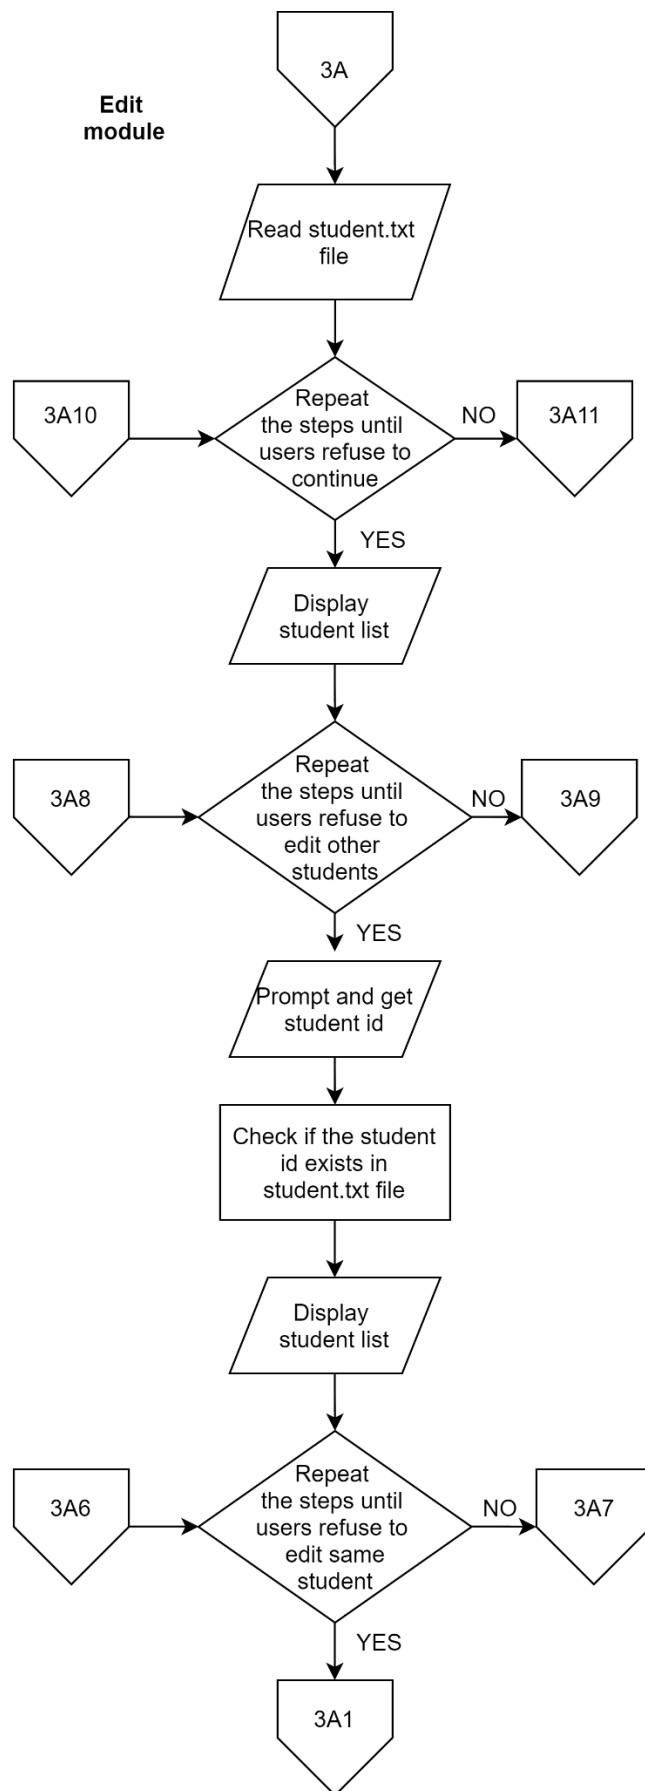 3A
Edit
module
Read student.txt
file
3A10
Repeat
the steps until
users refuse to
continue
NO
3A11
YES
Display
student list
3A8
Repeat
the steps until
users refuse to
edit other
students
NO
3A9
YES
Prompt and get
student id
Check if the student
id exists in
student.txt file
Display
student list
3A6
Repeat
the steps until
users refuse to
edit same
student
NO
3A7
YES
3A1